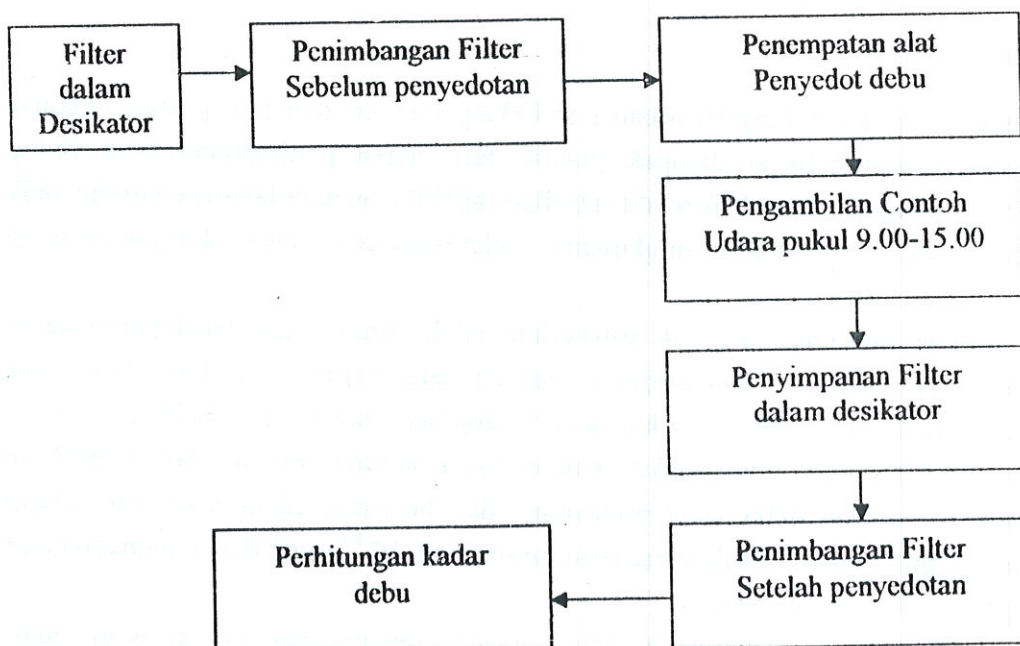 Filter
dalam
Desikator
Penimbangan Filter
Sebelum penyedotan
Penempatan alat
Penyedot debu
Pengambilan Contoh
Udara pukul 9.00-15.00
Penyimpanan Filter
dalam desikator
Penimbangan Filter
Setelah penyedotan
Perhitungan kadar
debu